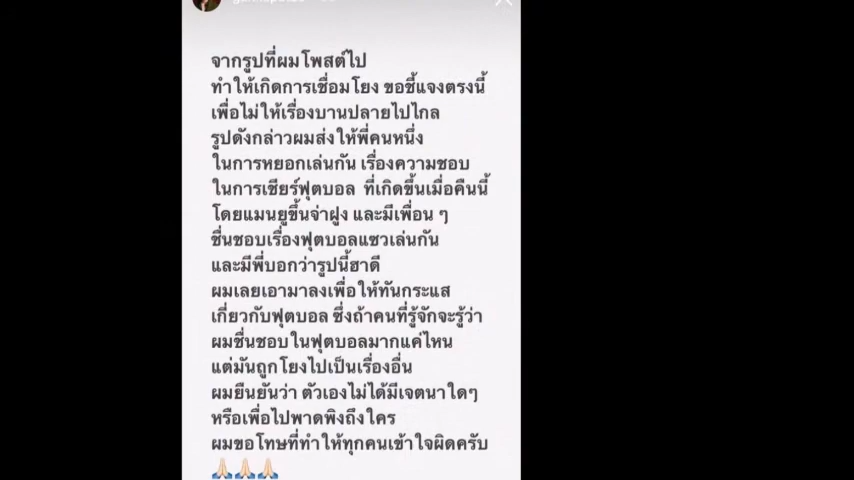 จากรูปที่ผมโพสต์ไป
ทำให้เกิดการเชื่อมโยง ขอชี้แจงตรงนี้
เพื่อไม่ให้เรื่องบานปลายไปไกล
รูปดังกล่าวผมส่งให้พี่คนหนึ่ง
ในการหยอกเล่นกัน เรื่องความชอบ
ในการเชียร์ฟุตบอล ที่เกิดขึ้นเมื่อคืนนี้
โดยแมนยูขึ้นจ่าฝูง และมีเพื่อน ๆ
ชื่นชอบเรื่องฟุตบอลแซวเล่นกัน
และมีพี่บอกว่ารูปนี้ฮาดี
ผมเลยเอามาลงเพื่อให้ทันกระแส
เกี่ยวกับฟุตบอล ซึ่งถ้าคนที่รู้จักจะรู้ว่า
ผมชื่นชอบในฟุตบอลมากแค่ไหน
แต่มันถูกโยงไปเป็นเรื่องอื่น
ผมยืนยันว่า ตัวเองไม่ได้มีเจตนาใดๆ
หรือเพื่อไปพาดพิงถึงใคร
ผมขอโทษที่ทำให้ทุกคนเข้าใจผิดครับ
🙏🏻🙏🏻🙏🏻